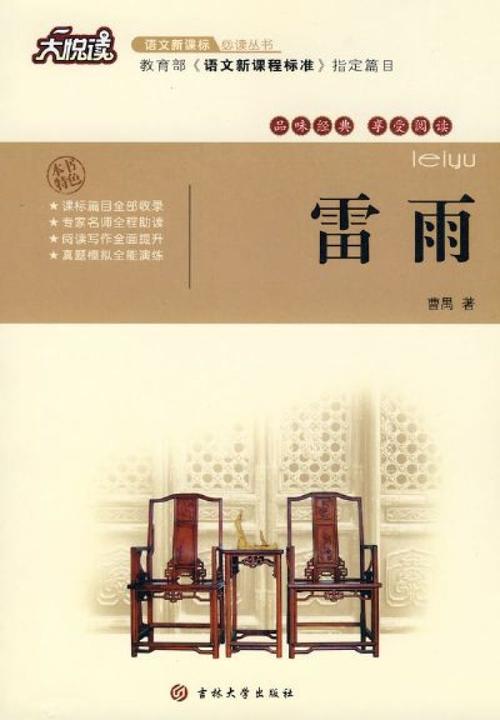 大悦读
语文新课标 必读丛书
教育部《语文新课程标准》指定篇目
品味经典 享受阅读
leiyu
本书
特色
★课标篇目全部收录
★专家名师全程助读
★阅读写作全面提升
★真题模拟全能演练
雷雨
曹禺 著
吉林大学出版社